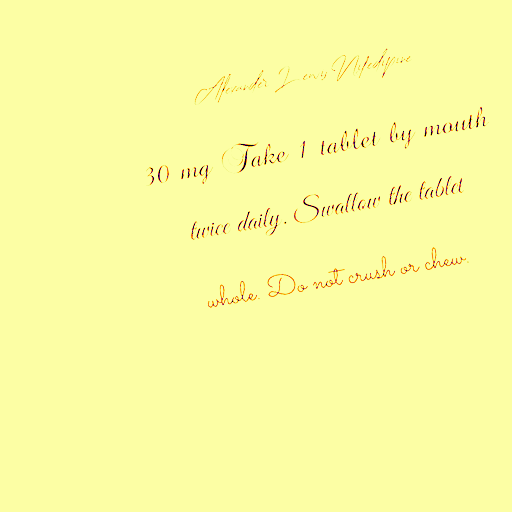 Alexander Lewis Nifedipine
30 mg Take 1 tablet by mouth
twice daily. Swallow the tablet
whole. Do not crush or chew.